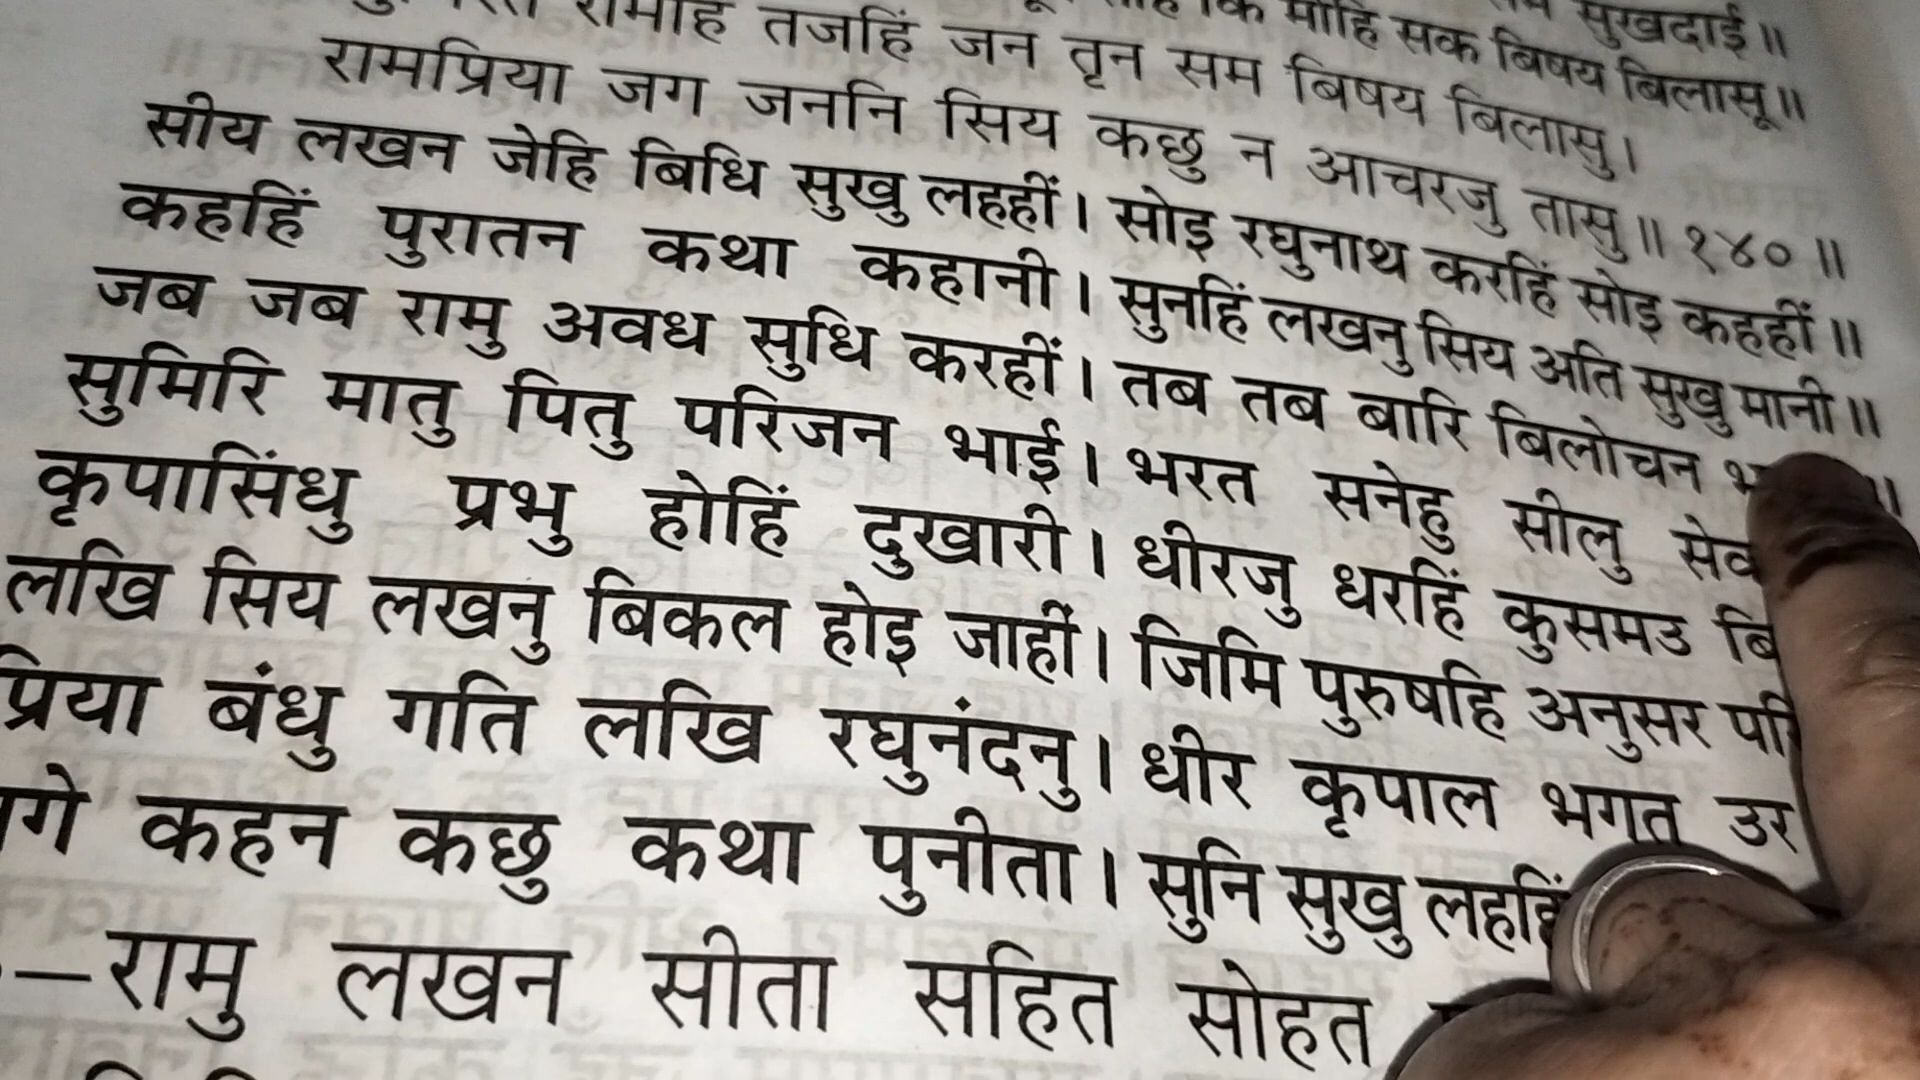 तजहिं जन तृन सम बिषय बिलासु।
रामप्रिया जग जननि सिय कछु न आचरजु तासु॥ १४० ॥
सीय लखन जेहि बिधि सुखु लहहीं। सोइ रघुनाथ करहिं सोइ कहहीं॥
कहहिं पुरातन कथा कहानी। सुनहिं लखनु सिय अति सुखु मानी॥
जब जब रामु अवध सुधि करहीं। तब तब बारि बिलोचन
सुमिरि मातु पितु परिजन भाई। भरत सनेहु सीलु
कृपासिंधु प्रभु होहिं दुखारी। धीरजु धरहिं कुसमउ
लखि सिय लखनु बिकल होइ जाहीं। जिमि पुरुषहि अनुसर
प्रिया बंधु गति लखि रघुनंदनु। धीर कृपाल भगत उर
कहन कछु कथा पुनीता। सुनि सुखु लहहिं
—रामु लखन सीता सहित सोहत